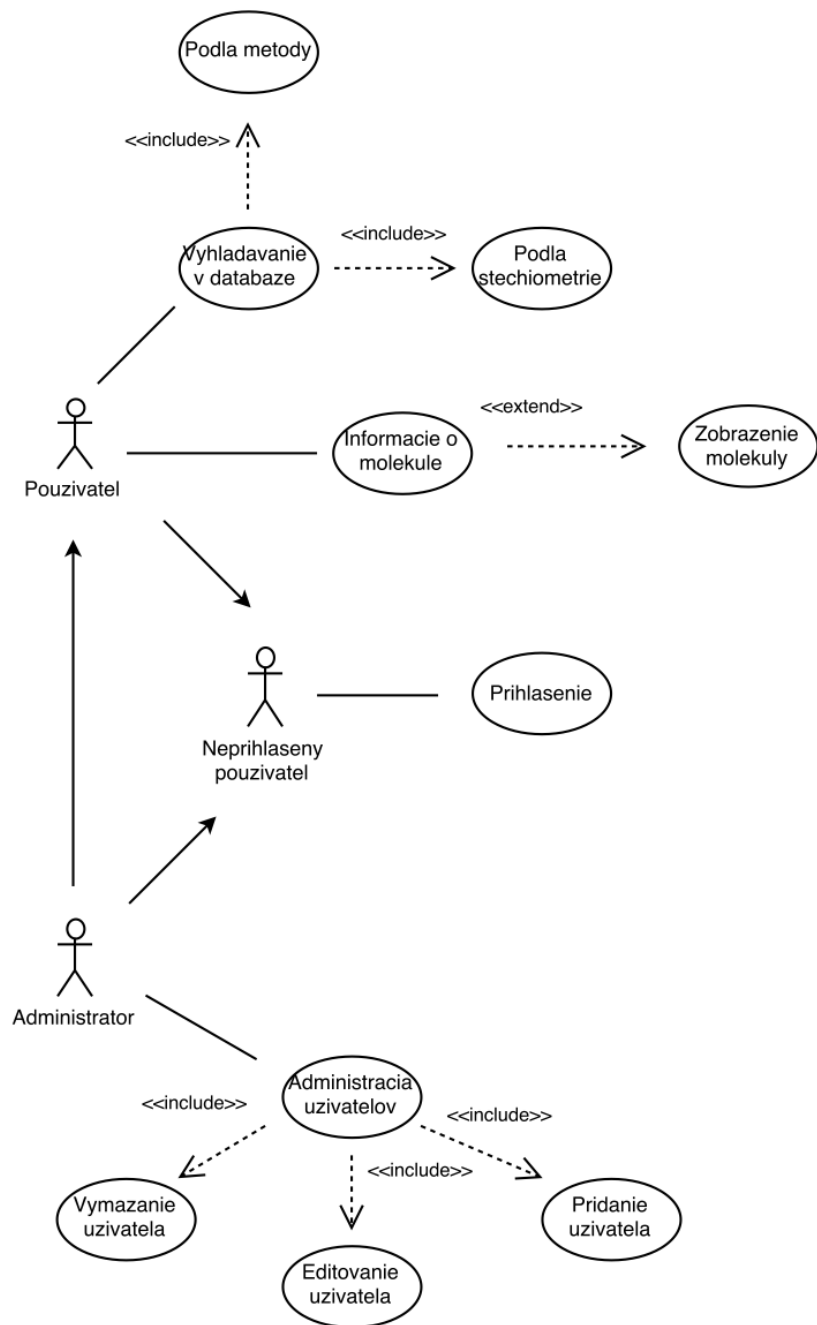 Podla metody
<<include>>
<<include>>
Vyhladavanie
v databaze
Podla
stechiometrie
<<extend>>
Informacie o
molekule
Zobrazenie
molekuly
Pouzivatel
Prihlasenie
Neprihlaseny
pouzivatel
Administrator
Administracia
uzivatelov
<<include>>
<<include>>
<<include>>
Vymazanie
uzivatela
Pridanie
uzivatela
Editovanie
uzivatela